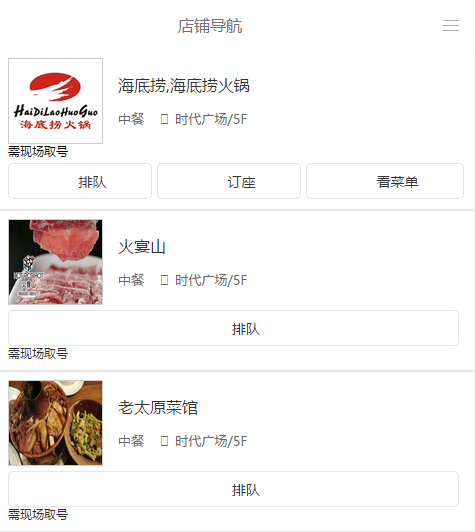 店铺导航
HaiDiLaoHuoGuo
海底捞火锅
海底捞,海底捞火锅
中餐 时代广场/5F
需现场取号
排队 订座 看菜单
火宴山
中餐 时代广场/5F
排队
需现场取号
老太原菜馆
中餐 时代广场/5F
排队
需现场取号